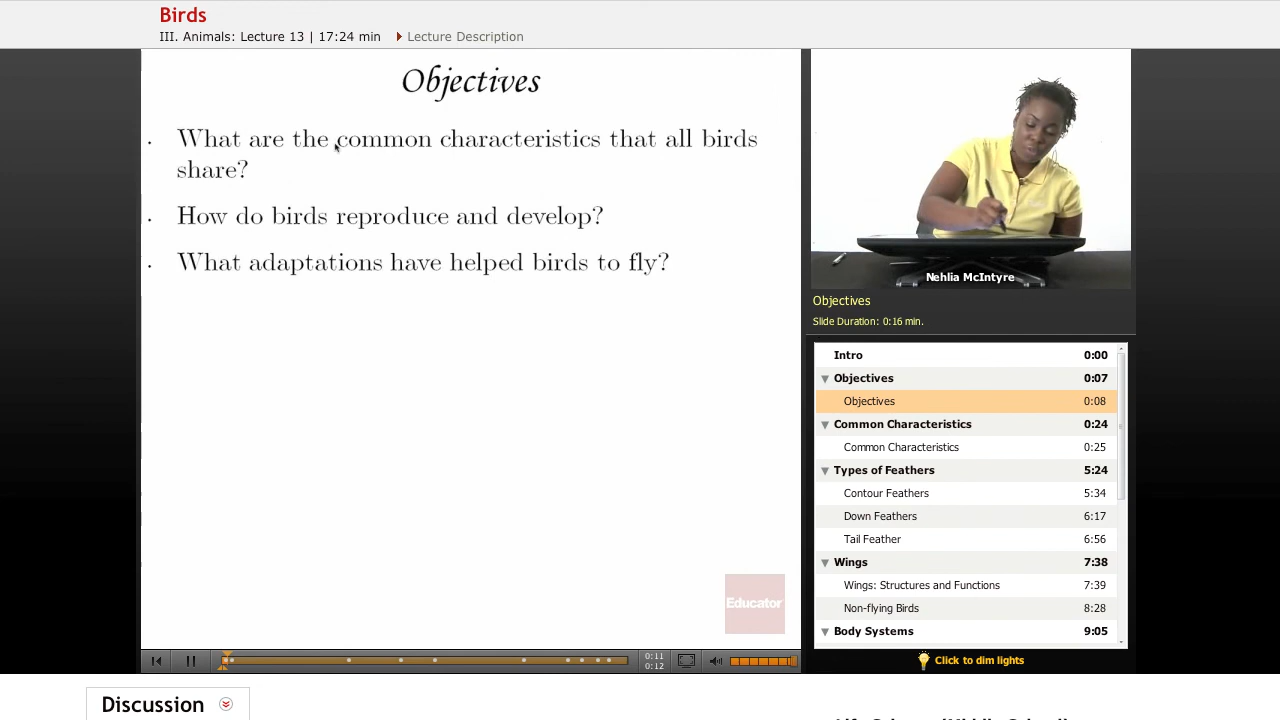 Birds
III. Animals: Lecture 13 | 17:24 min
Lecture Description
Objectives
What are the common characteristics that all birds
share?
How do birds reproduce and develop?
What adaptations have helped birds to fly?
Educator
Nehlia McIntyre
Objectives
Slide Duration: 0:16 min.
Intro 0:00
Objectives 0:07
Objectives 0:08
Common Characteristics 0:24
Common Characteristics 0:25
Types of Feathers 5:24
Contour Feathers 5:34
Down Feathers 6:17
Tail Feather 6:56
Wings 7:38
Wings: Structures and Functions 7:39
Non-flying Birds 8:28
Body Systems 9:05
0:11
0:12
Click to dim lights
Discussion